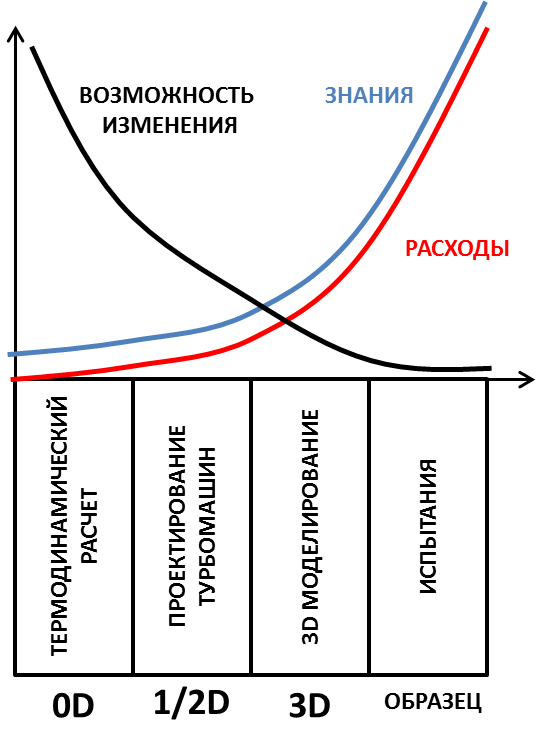 ВОЗМОЖНОСТЬ
ИЗМЕНЕНИЯ
ЗНАНИЯ
РАСХОДЫ
ТЕРМОДИНАМИЧЕСКИЙ
РАСЧЕТ
ПРОЕКТИРОВАНИЕ
ТУРБОМАШИН
3D МОДЕЛИРОВАНИЕ
ИСПЫТАНИЯ
0D
1/2D
3D
ОБРАЗЕЦ